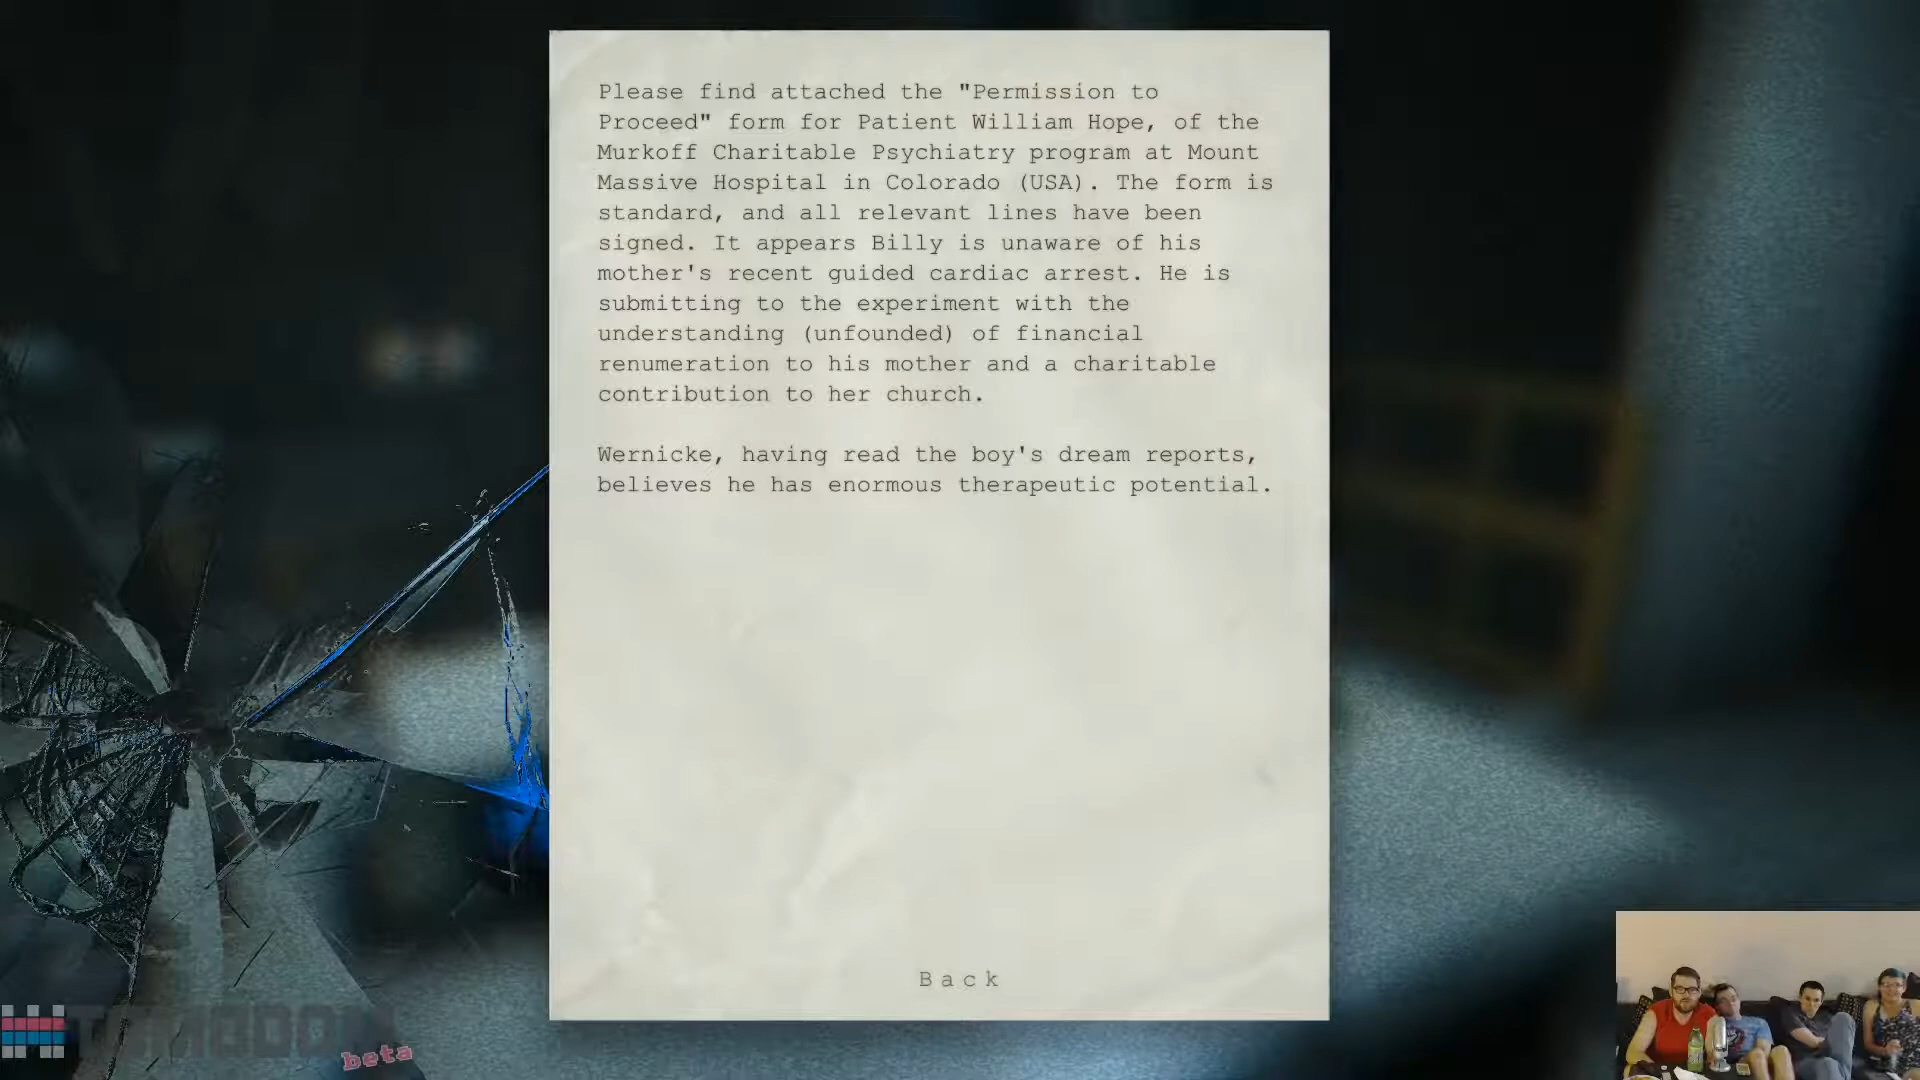 Please find attached the "Permission to
Proceed" form for Patient William Hope, of the
Murkoff Charitable Psychiatry program at Mount
Massive Hospital in Colorado (USA). The form is
standard, and all relevant lines have been
signed. It appears Billy is unaware of his
mother's recent guided cardiac arrest. He is
submitting to the experiment with the
understanding (unfounded) of financial
renumeration to his mother and a charitable
contribution to her church.
Wernicke, having read the boy's dream reports,
believes he has enormous therapeutic potential.
Back
beta